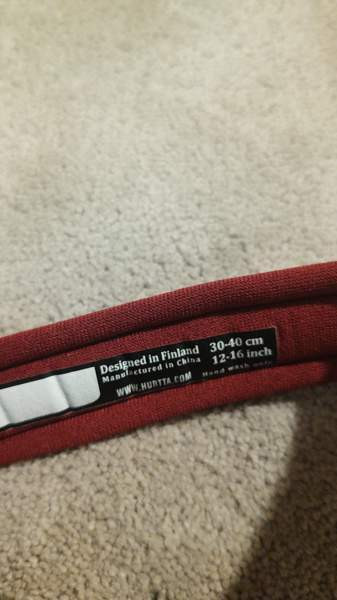 Designed in Finland
Manufactured in China
WWW.HURTTA.COM
30-40 cm
12-16 inch
Hand wash only